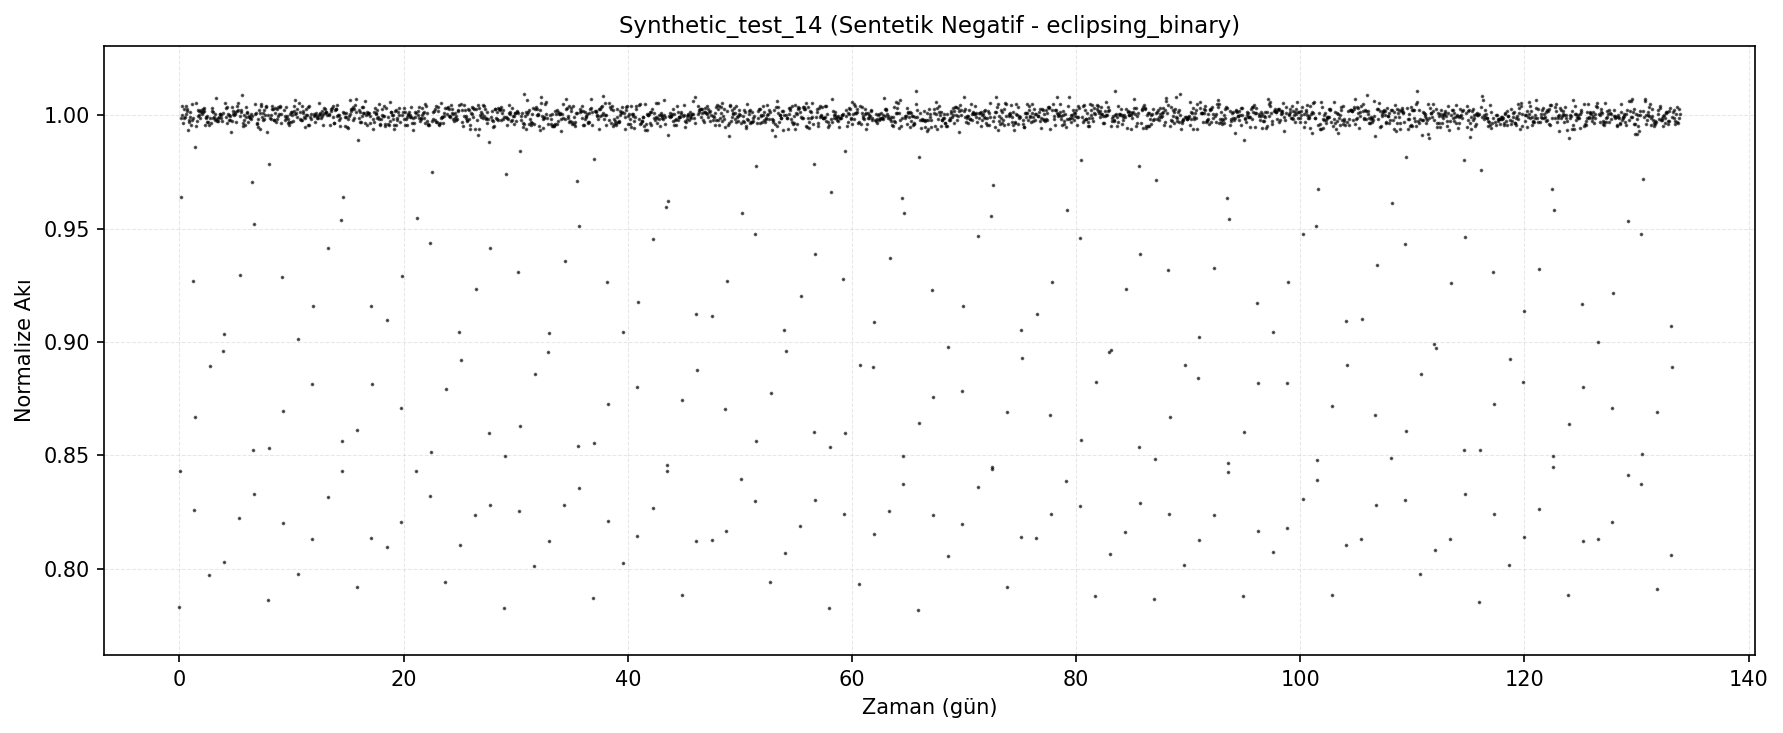 Synthetic_test_14 (Sentetik Negatif - eclipsing_binary)
Normalize Akı
1.00
0.95
0.90
0.85
0.80
0 20 40 60 80 100 120 140
Zaman (gün)